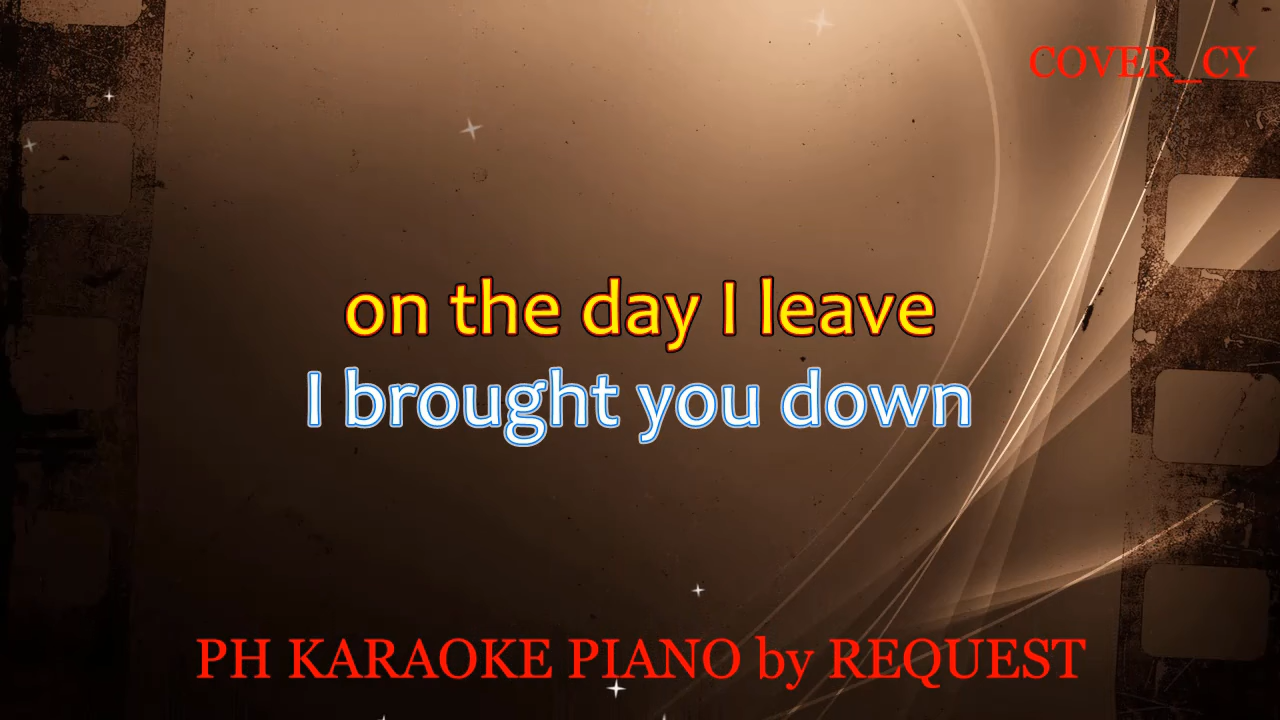 COVER_CY
on the day I leave
I brought you down
PH KARAOKE PIANO by REQUEST